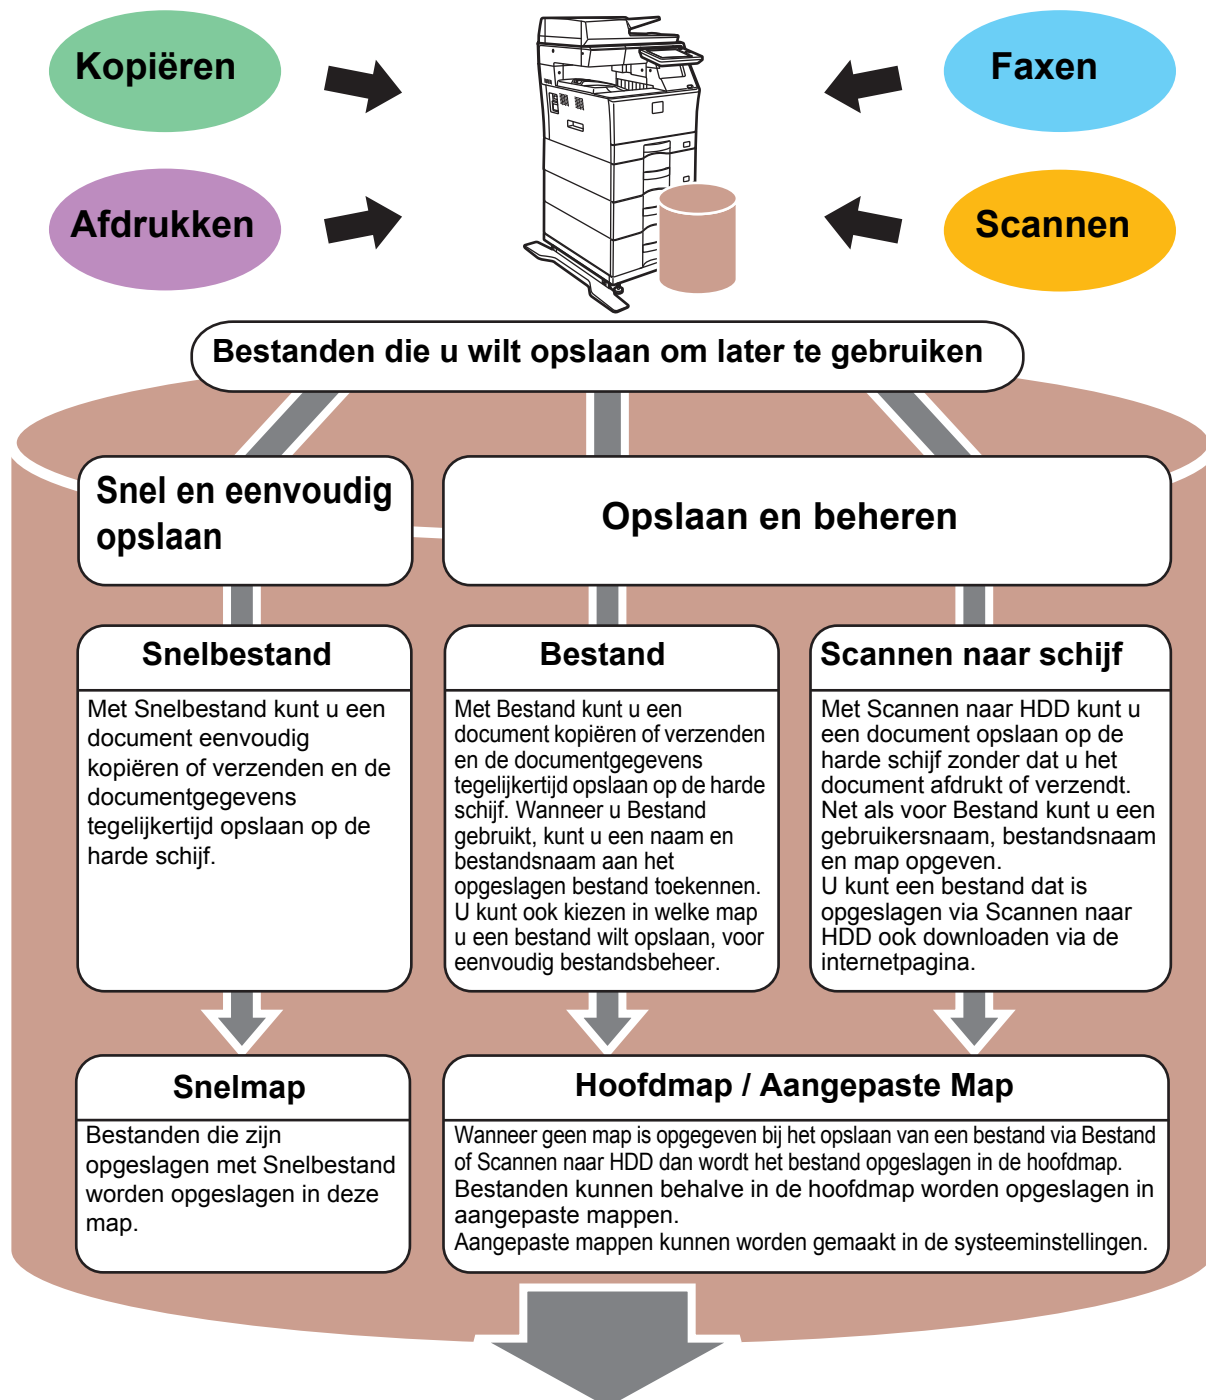 Kopiëren
Faxen
Afdrukken
Scannen
Bestanden die u wilt opslaan om later te gebruiken
Snel en eenvoudig
opslaan
Opslaan en beheren
Snelbestand
Met Snelbestand kunt u een
document eenvoudig
kopiëren of verzenden en de
documentgegevens
tegelijkertijd opslaan op de
harde schijf.
Bestand
Met Bestand kunt u een
document kopiëren of verzenden
en de documentgegevens
tegelijkertijd opslaan op de harde
schijf. Wanneer u Bestand
gebruikt, kunt u een naam en
bestandsnaam aan het
opgeslagen bestand toekennen.
U kunt ook kiezen in welke map
u een bestand wilt opslaan, voor
eenvoudig bestandsbeheer.
Scannen naar schijf
Met Scannen naar HDD kunt u
een document opslaan op de
harde schijf zonder dat u het
document afdrukt of verzendt.
Net als voor Bestand kunt u een
gebruikersnaam, bestandsnaam
en map opgeven.
U kunt een bestand dat is
opgeslagen via Scannen naar
HDD ook downloaden via de
internetpagina.
Snelmap
Bestanden die zijn
opgeslagen met Snelbestand
worden opgeslagen in deze
map.
Hoofdmap / Aangepaste Map
Wanneer geen map is opgegeven bij het opslaan van een bestand via Bestand
of Scannen naar HDD dan wordt het bestand opgeslagen in de hoofdmap.
Bestanden kunnen behalve in de hoofdmap worden opgeslagen in
aangepaste mappen.
Aangepaste mappen kunnen worden gemaakt in de systeeminstellingen.